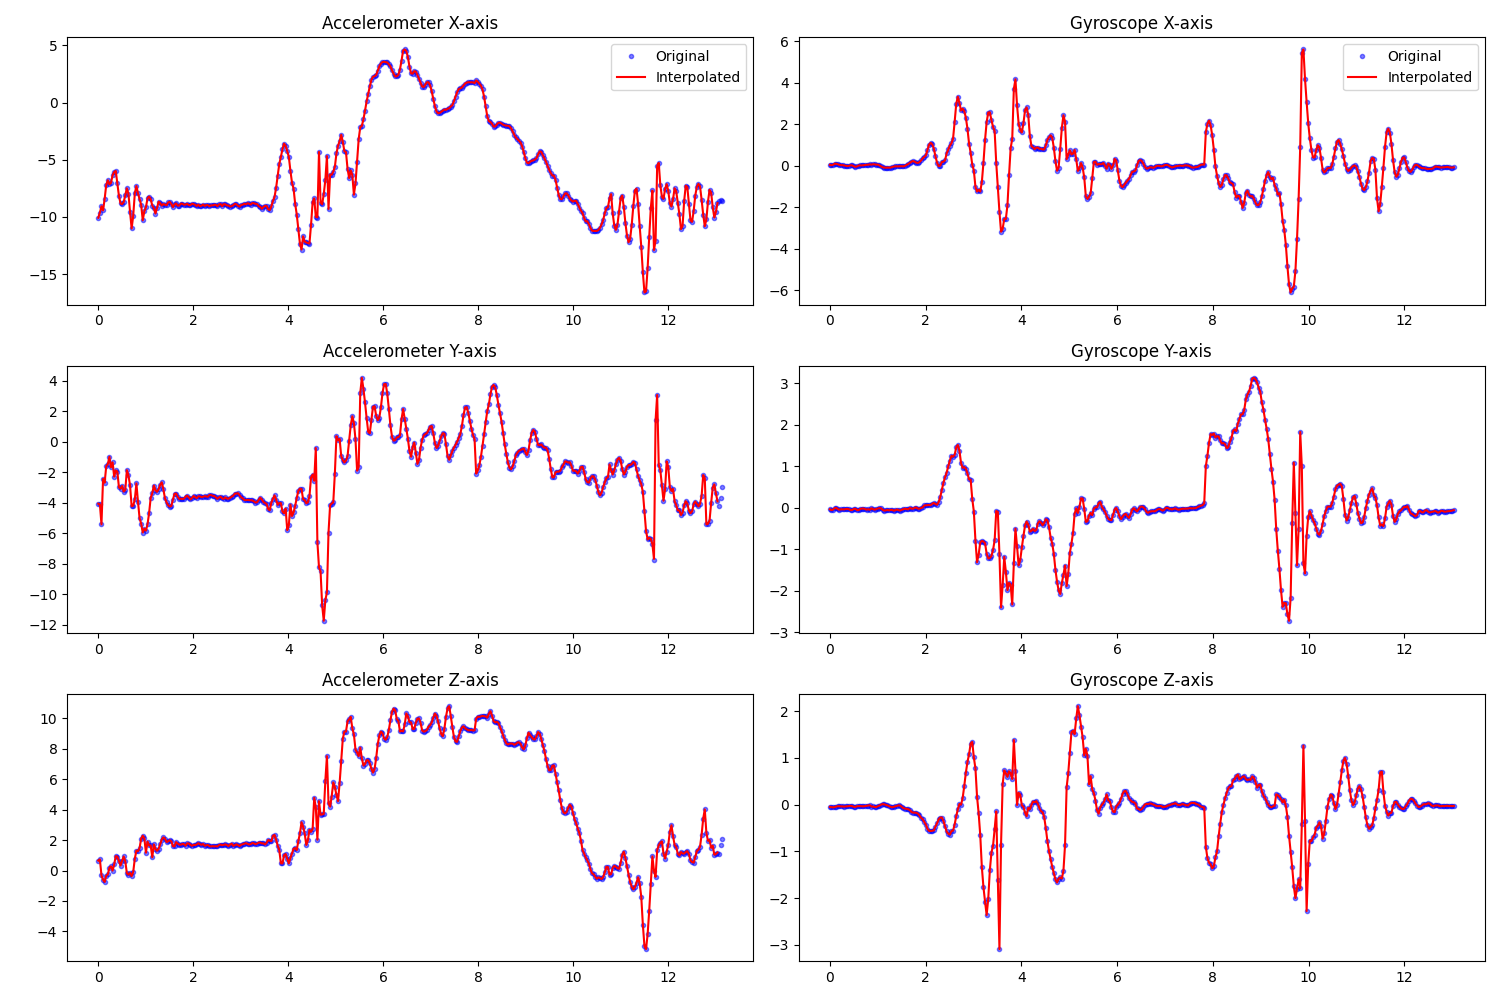 Accelerometer X-axis
5
0
−5
−10
−15
0 2 4 6 8 10 12
Original
Interpolated
Gyroscope X-axis
6
4
2
0
−2
−4
−6
0 2 4 6 8 10 12
Original
Interpolated
Accelerometer Y-axis
4
2
0
−2
−4
−6
−8
−10
−12
0 2 4 6 8 10 12
Gyroscope Y-axis
3
2
1
0
−1
−2
−3
0 2 4 6 8 10 12
Accelerometer Z-axis
10
8
6
4
2
0
−2
−4
0 2 4 6 8 10 12
Gyroscope Z-axis
2
1
0
−1
−2
−3
0 2 4 6 8 10 12